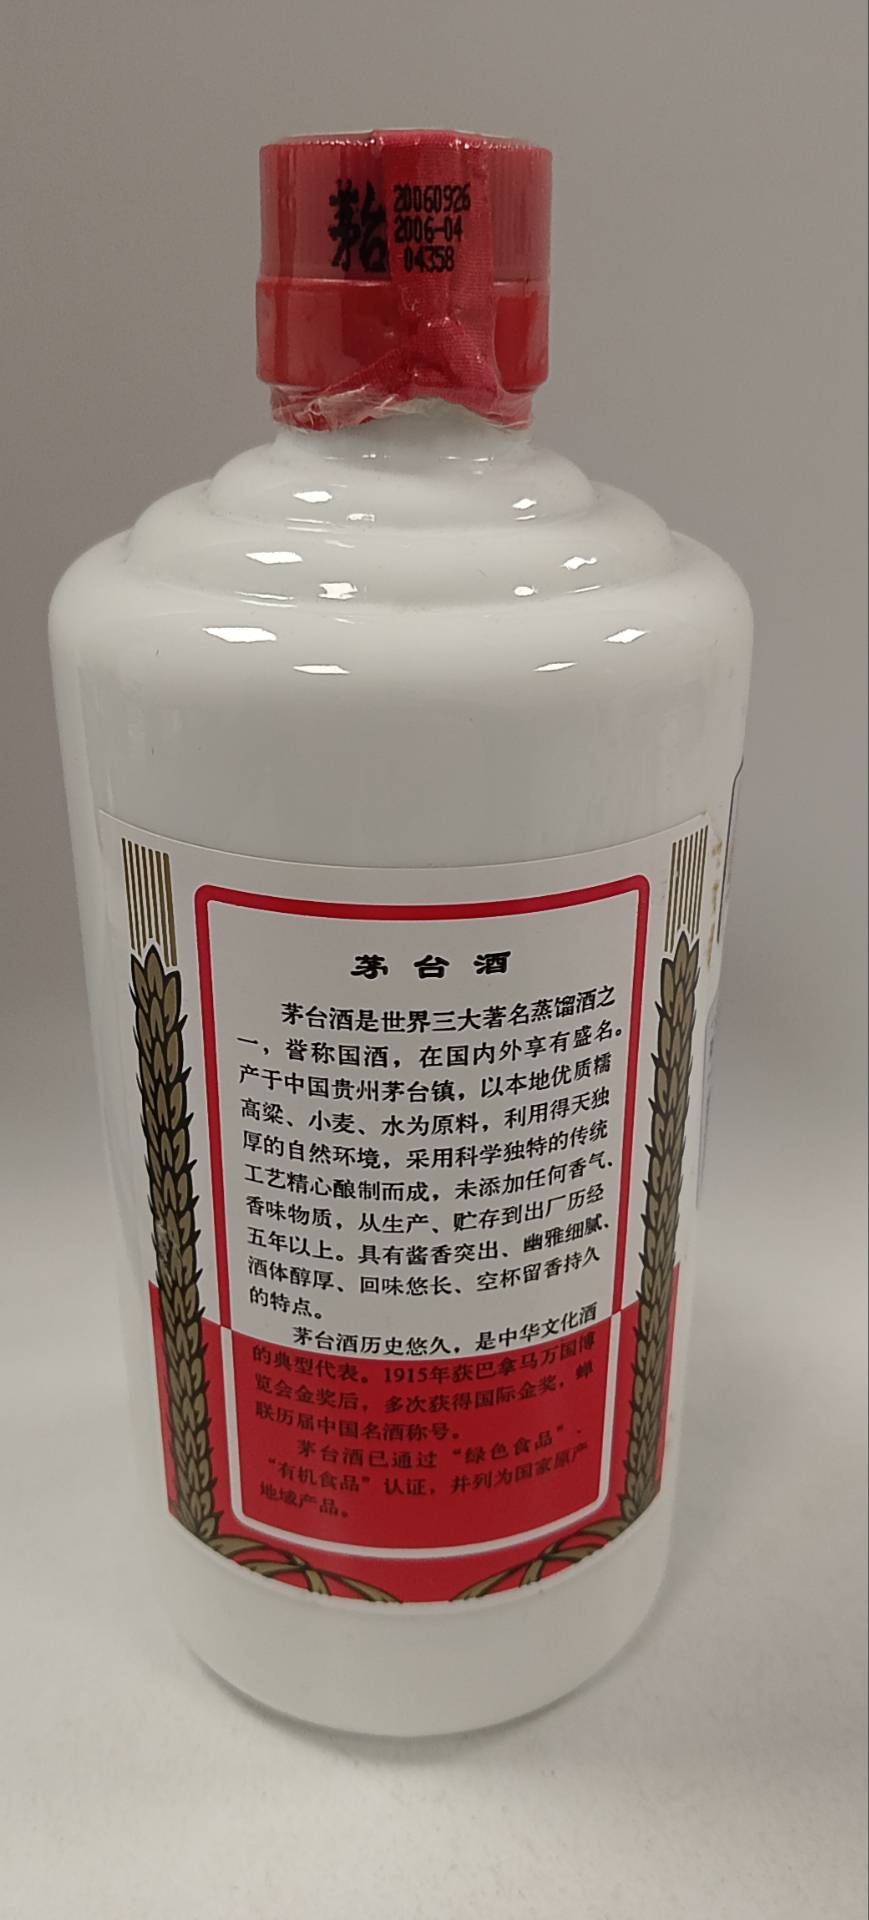 茅台
20060926
2006-04
04358
茅台酒
茅台酒是世界三大著名蒸馏酒之
一，誉称国酒，在国内外享有盛名。
产于中国贵州茅台镇，以本地优质糯
高粱、小麦、水为原料，利用得天独
厚的自然环境，采用科学独特的传统
工艺精心酿制而成，未添加任何香气、
香味物质，从生产、贮存到出厂历经
五年以上。具有酱香突出、幽雅细腻、
酒体醇厚、回味悠长、空杯留香持久
的特点。
茅台酒历史悠久，是中华文化酒
的典型代表。1915年获巴拿马万国博
览会金奖后，多次获得国际金奖，蝉
联历届中国名酒称号。
茅台酒已通过“绿色食品”、
“有机食品”认证，并列为国家原产
地域产品。